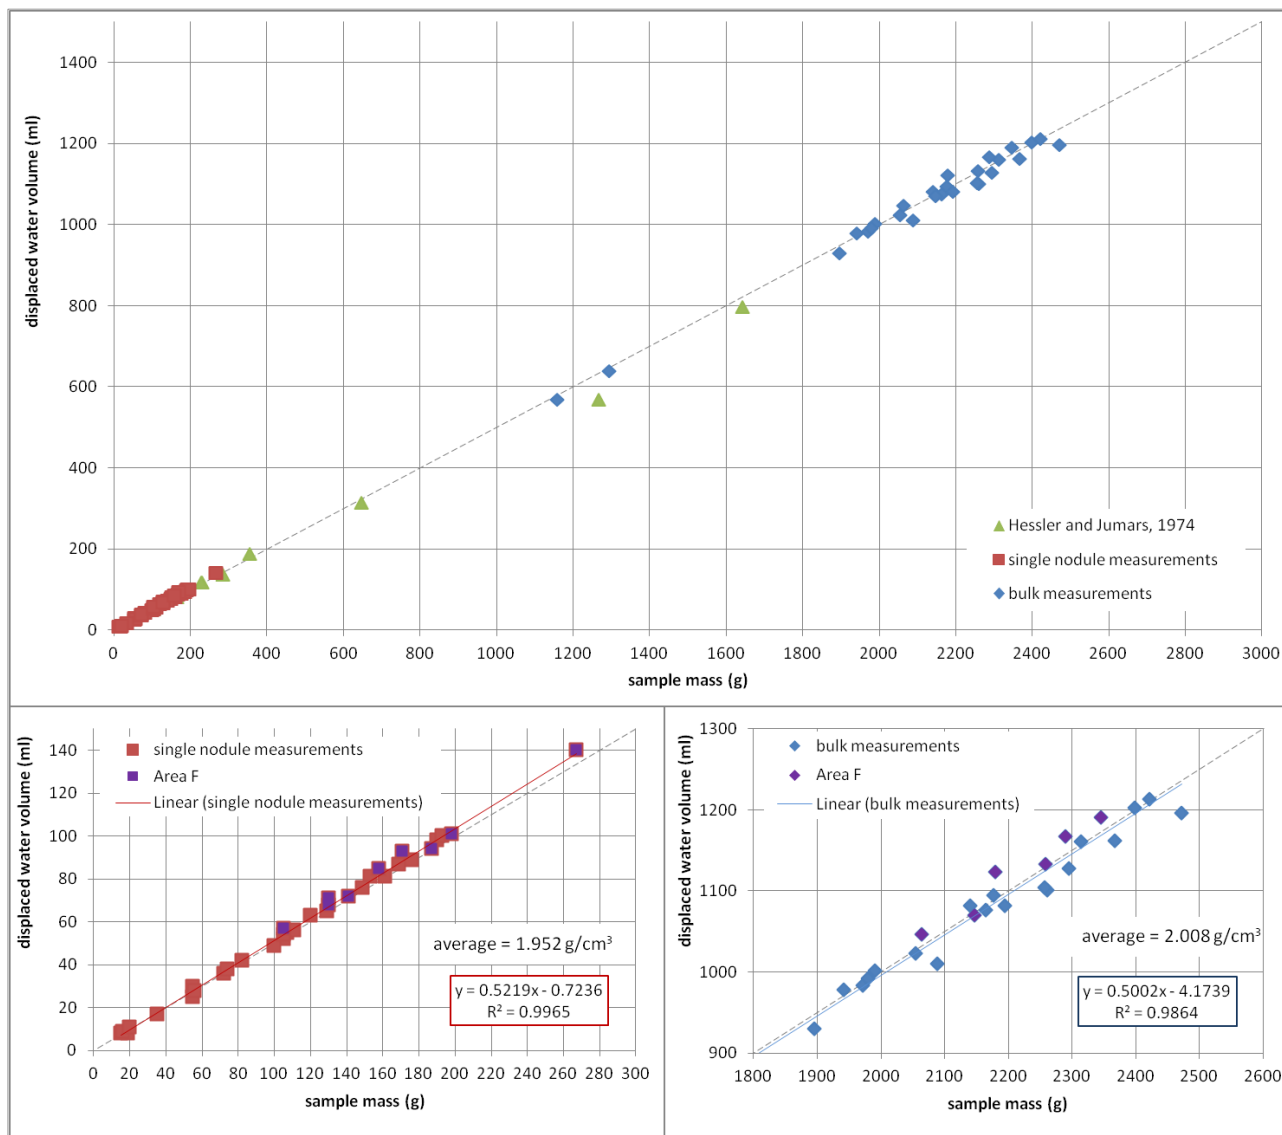 displaced water volume (ml)
1400
1200
1000
800
600
400
200
0
Hessler and Jumars, 1974
single nodule measurements
bulk measurements
0 200 400 600 800 1000 1200 1400 1600 1800 2000 2200 2400 2600 2800 3000
sample mass (g)
displaced water volume (ml)
140
120
100
80
60
40
20
0
single nodule measurements
Area F
Linear (single nodule measurements)
average = 1.952 g/cm³
y = 0.5219x - 0.7236
R² = 0.9965
0 20 40 60 80 100 120 140 160 180 200 220 240 260 280 300
sample mass (g)
displaced water volume (ml)
1300
1200
1100
1000
900
bulk measurements
Area F
Linear (bulk measurements)
average = 2.008 g/cm³
y = 0.5002x - 4.1739
R² = 0.9864
1800 1900 2000 2100 2200 2300 2400 2500 2600
sample mass (g)